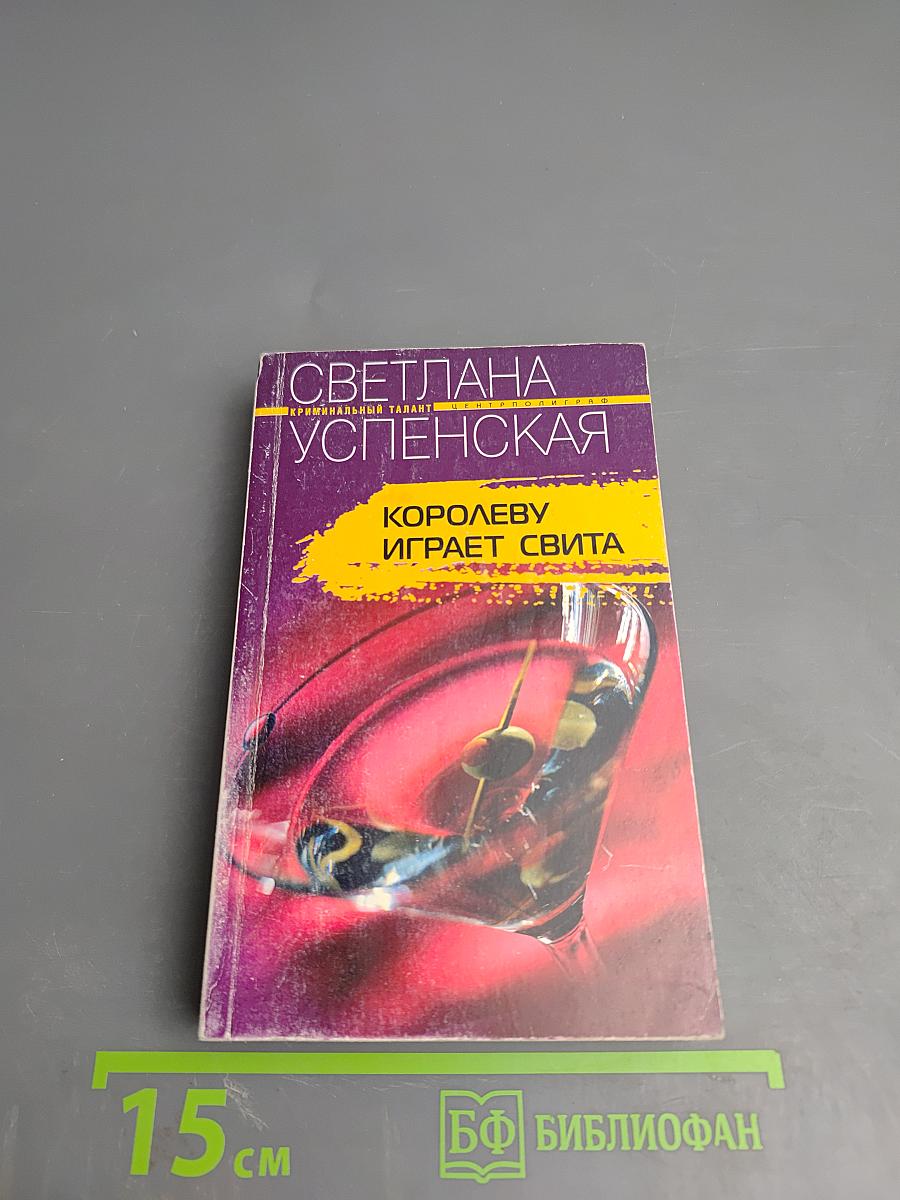 СВЕТЛАНА
КРИМИНАЛЬНЫЙ ТАЛАНТ ЦЕНТРПОЛИГРАФ
УСПЕНСКАЯ
КОРОЛЕВУ
ИГРАЕТ СВИТА
15 см
БФ БИБЛИОФАН